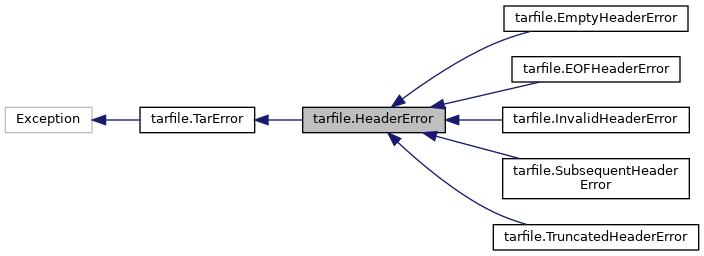 tarfile.EmptyHeaderError
tarfile.EOFHeaderError
Exception
tarfile.TarError
tarfile.HeaderError
tarfile.InvalidHeaderError
tarfile.SubsequentHeader
Error
tarfile.TruncatedHeaderError